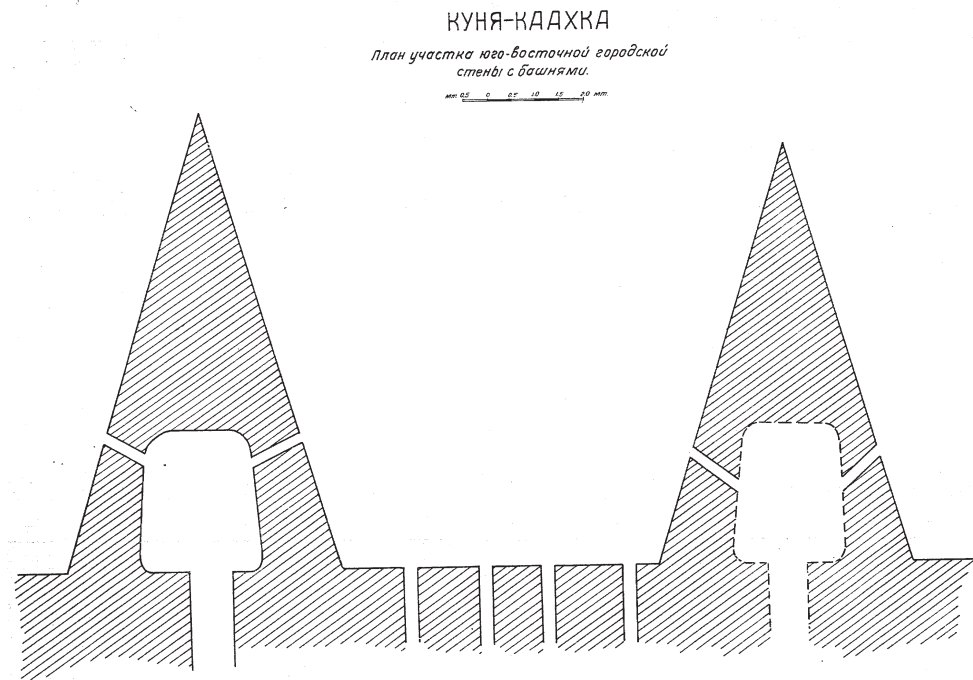 КУНЯ-КААХКА
План участка юго-восточной городской
стены с башнями.
мт. 0.5 0 0.5 1.0 1.5 2.0 мт.